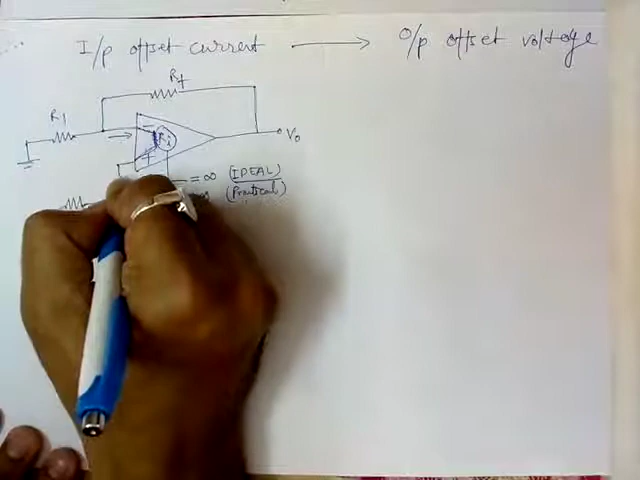 I/p offset current ⟶ O/p offset voltage
Rf
R1
Ri
Vo
= ∞ (IDEAL)
(Practical)